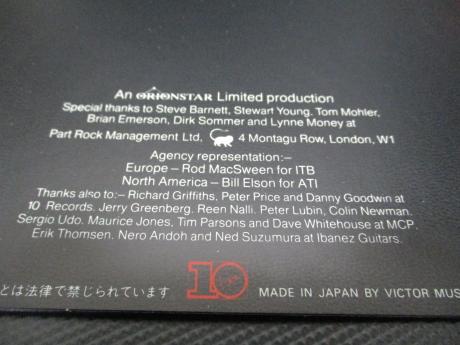 An ORIONSTAR Limited production
Special thanks to Steve Barnett, Stewart Young, Tom Mohler,
Brian Emerson, Dirk Sommer and Lynne Money at
Part Rock Management Ltd, 4 Montagu Row, London, W1
Agency representation:–
Europe – Rod MacSween for ITB
North America – Bill Elson for ATI
Thanks also to:– Richard Griffiths, Peter Price and Danny Goodwin at
10 Records. Jerry Greenberg. Reen Nalli. Peter Lubin, Colin Newman.
Sergio Udo. Maurice Jones, Tim Parsons and Dave Whitehouse at MCP.
Erik Thomsen. Nero Andoh and Ned Suzumura at Ibanez Guitars.
とは法律で禁じられています 10 MADE IN JAPAN BY VICTOR MUS